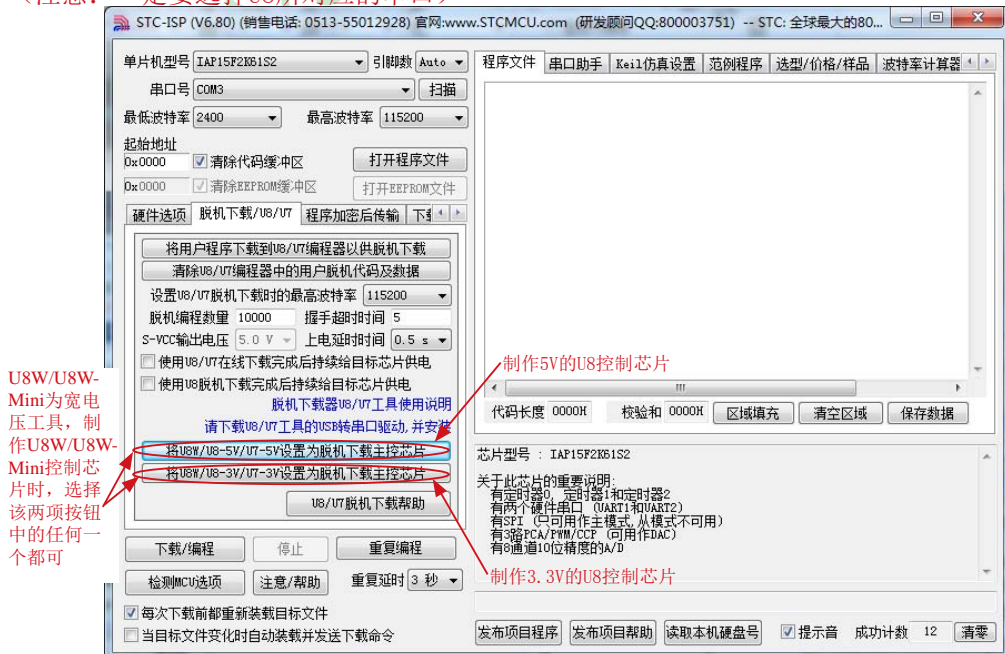 STC-ISP (V6.80) (销售电话: 0513-55012928) 官网:www.STCMCU.com (研发顾问QQ:800003751) -- STC: 全球最大的80...
单片机型号 IAP15F2K61S2 引脚数 Auto
串口号 COM3 扫描
最低波特率 2400 最高波特率 115200
起始地址
0x0000 清除代码缓冲区 打开程序文件
0x0000 清除EEPROM缓冲区 打开EEPROM文件
硬件选项 脱机下载/U8/U7 程序加密后传输
将用户程序下载到U8/U7编程器以供脱机下载
清除U8/U7编程器中的用户脱机代码及数据
设置U8/U7脱机下载时的最高波特率 115200
脱机编程数量 10000 握手超时时间 5
S-VCC输出电压 5.0 V 上电延时时间 0.5 s
使用U8/U7在线下载完成后持续给目标芯片供电
使用U8脱机下载完成后持续给目标芯片供电
脱机下载器U8/U7工具使用说明
请下载U8/U7工具的USB转串口驱动,并安装
将U8W/U8-5V/U7-5V设置为脱机下载主控芯片
将U8W/U8-3V/U7-3V设置为脱机下载主控芯片
U8/U7脱机下载帮助
下载/编程 停止 重复编程
检测MCU选项 注意/帮助 重复延时 3 秒
每次下载前都重新装载目标文件
当目标文件变化时自动装载并发送下载命令
U8W/U8W-
Mini为宽电
压工具，制
作U8W/U8W-
Mini控制芯
片时，选择
该两项按钮
中的任何一
个都可
程序文件 串口助手 Keil仿真设置 范例程序 选型/价格/样品 波特率计算器
制作5V的U8控制芯片
代码长度 0000H 校验和 0000H 区域填充 清空区域 保存数据
芯片型号 : IAP15F2K61S2
关于此芯片的重要说明:
有定时器0, 定时器1和定时器2
有两个硬件串口 (UART1和UART2)
有SPI (只可用作主模式,从模式不可用)
有3路PCA/PWM/CCP (可用作DAC)
有8通道10位精度的A/D
制作3.3V的U8控制芯片
发布项目程序 发布项目帮助 读取本机硬盘号 提示音 成功计数 12 清零